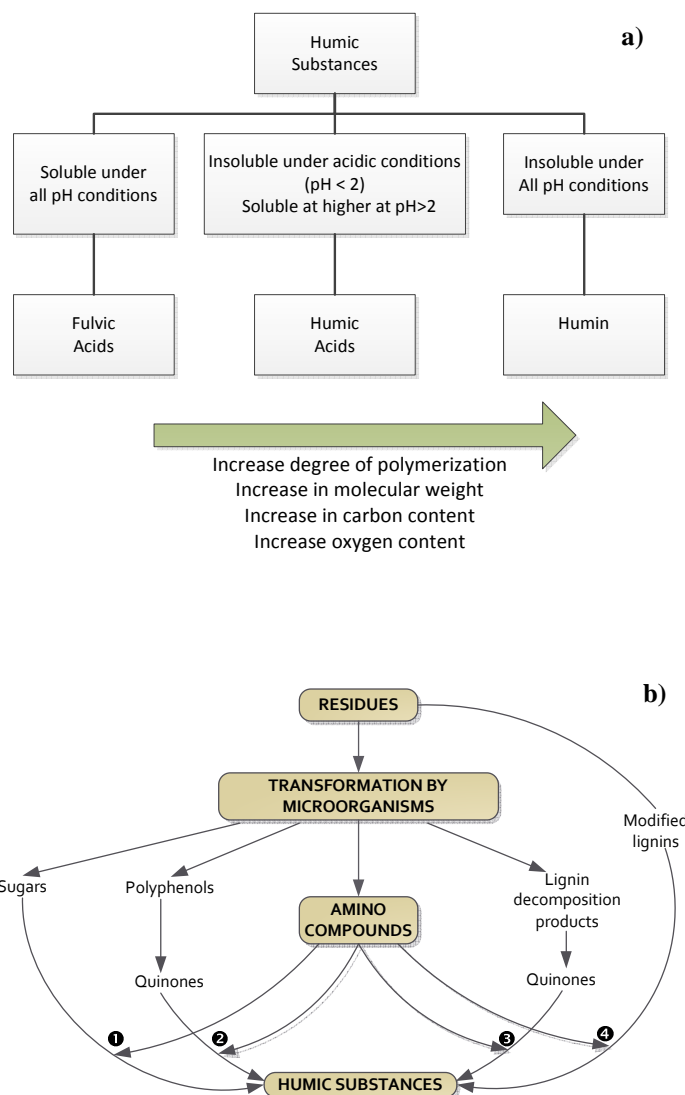 a)
Humic
Substances
Soluble under
all pH conditions
Insoluble under acidic conditions
(pH < 2)
Soluble at higher at pH>2
Insoluble under
All pH conditions
Fulvic
Acids
Humic
Acids
Humin
Increase degree of polymerization
Increase in molecular weight
Increase in carbon content
Increase oxygen content
b)
RESIDUES
TRANSFORMATION BY
MICROORGANISMS
Modified
lignins
Sugars
Polyphenols
AMINO
COMPOUNDS
Lignin
decomposition
products
Quinones
Quinones
❶
❷
❸
❹
HUMIC SUBSTANCES